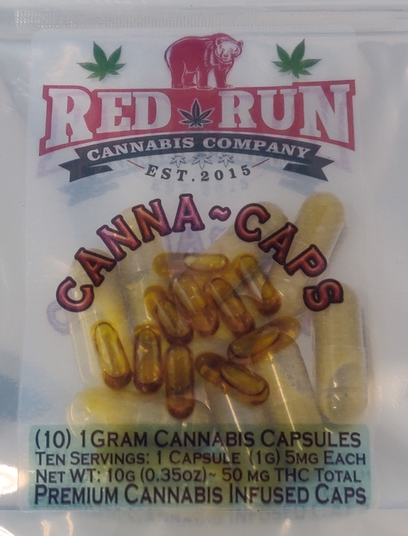 RED RUN
CANNABIS COMPANY
EST. 2015
CANNA~CAPS
(10) 1GRAM CANNABIS CAPSULES
TEN SERVINGS: 1 CAPSULE (1G) 5MG EACH
NET WT: 10G (0.35OZ)~ 50 MG THC TOTAL
PREMIUM CANNABIS INFUSED CAPS